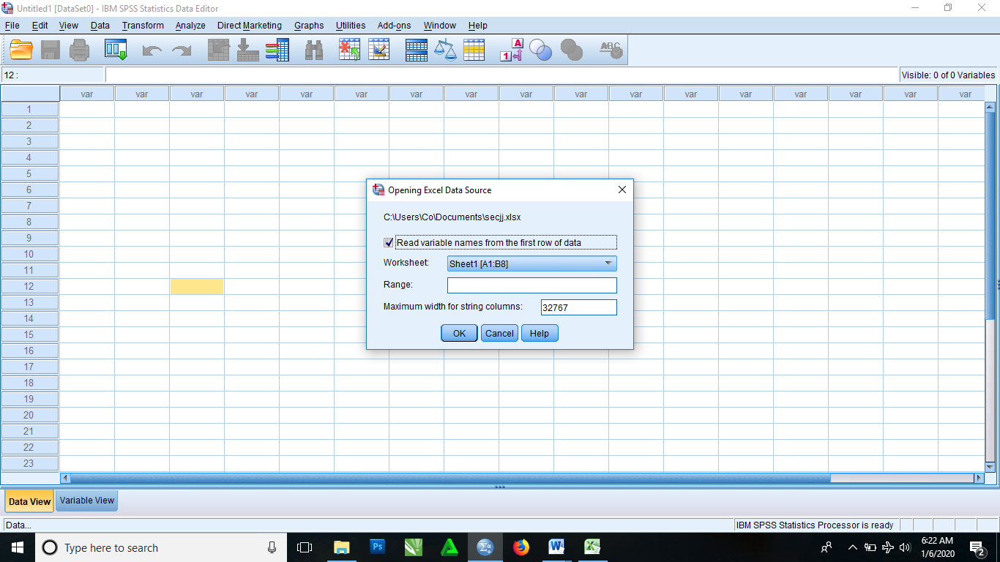 Untitled1 [DataSet0] - IBM SPSS Statistics Data Editor
File Edit View Data Transform Analyze Direct Marketing Graphs Utilities Add-ons Window Help
1 A ABC
12 : Visible: 0 of 0 Variables
var var var var var var var var var var var var var var var var var
1
2
3
4
5
6
7
8
9
10
11
12
13
14
15
16
17
18
19
20
21
22
23
Opening Excel Data Source
C:\Users\Co\Documents\secjj.xlsx
Read variable names from the first row of data
Worksheet: Sheet1 [A1:B8]
Range:
Maximum width for string columns: 32767
OK Cancel Help
Data View Variable View
Data... IBM SPSS Statistics Processor is ready
Type here to search Ps Σα W X 6:22 AM
1/6/2020 2